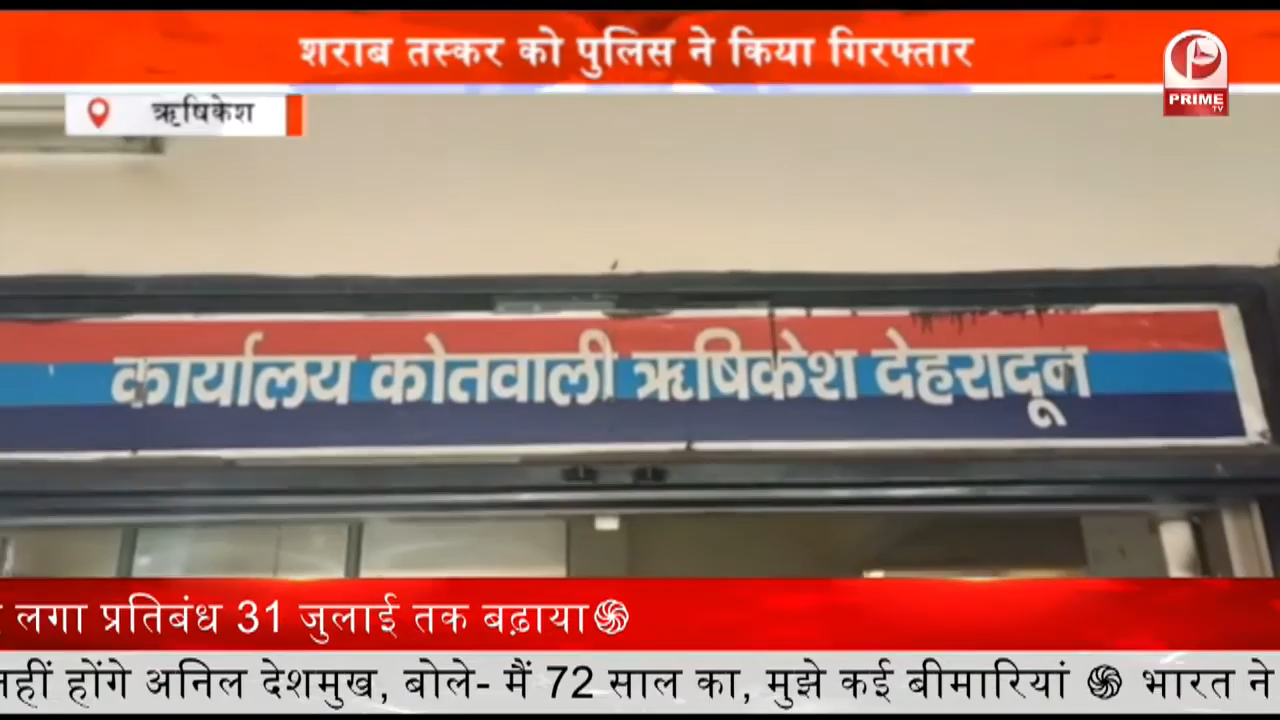 शराब तस्कर को पुलिस ने किया गिरफ्तार
PRIME
TV
ऋषिकेश
कार्यालय कोतवाली ऋषिकेश देहरादून
लगा प्रतिबंध 31 जुलाई तक बढ़ाया
नहीं होंगे अनिल देशमुख, बोले- मैं 72 साल का, मुझे कई बीमारियां भारत ने